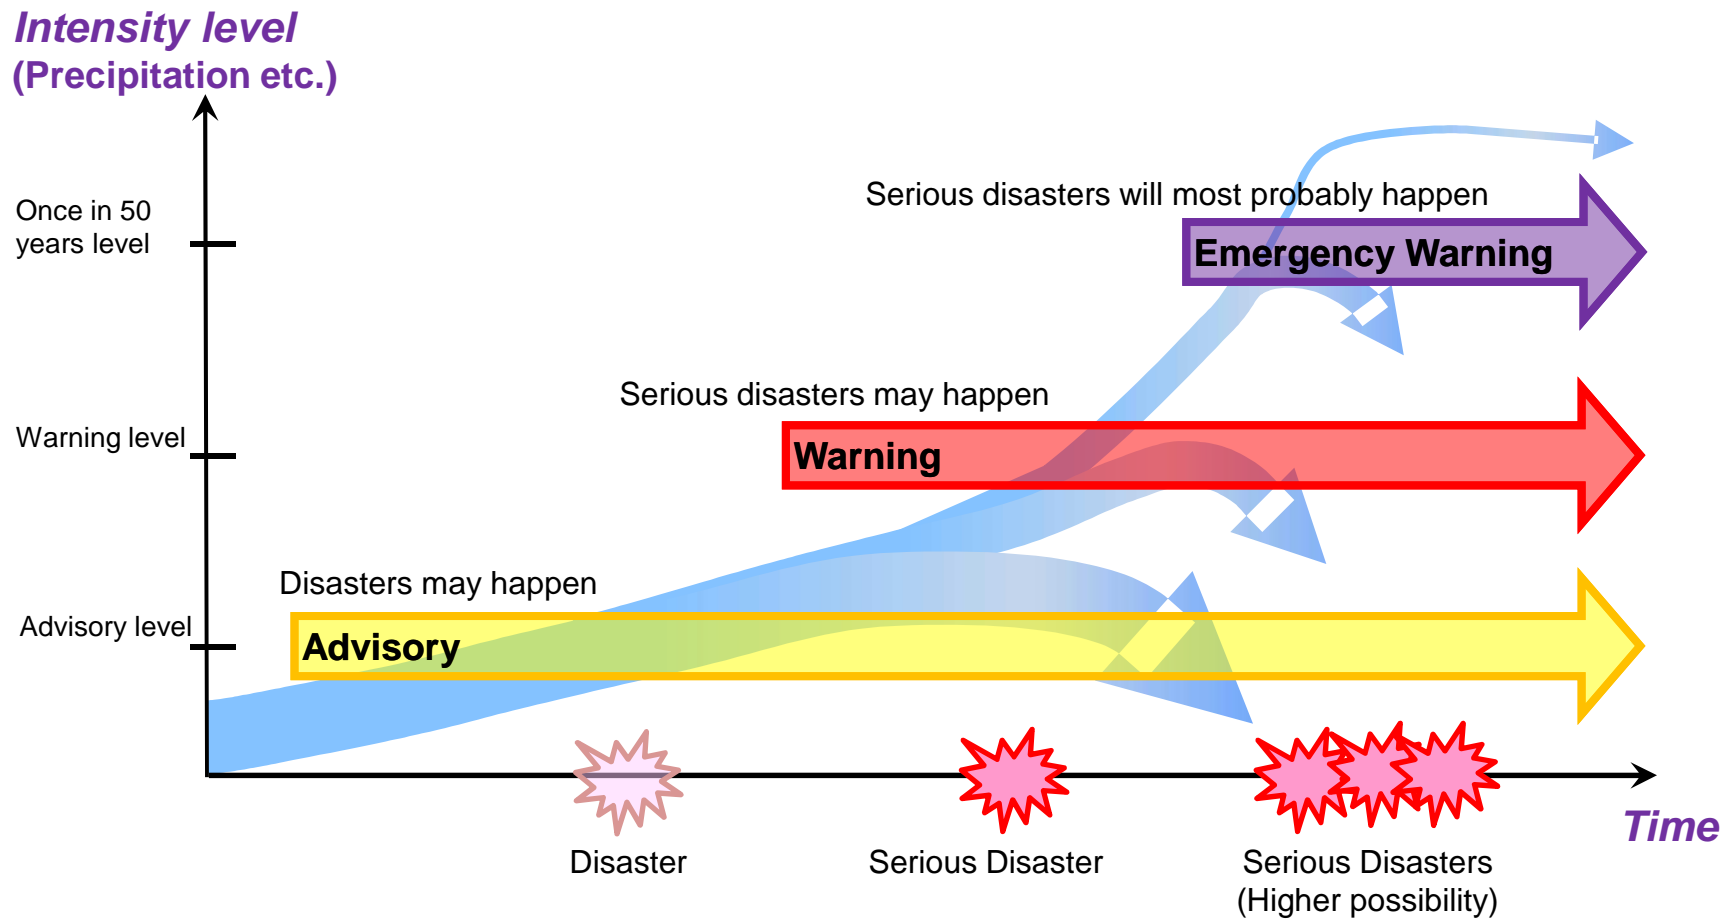 Intensity level
(Precipitation etc.)
Serious disasters will most probably happen
Once in 50
years level
Emergency Warning
Serious disasters may happen
Warning level
Warning
Disasters may happen
Advisory level
Advisory
Time
Disaster
Serious Disaster
Serious Disasters
(Higher possibility)